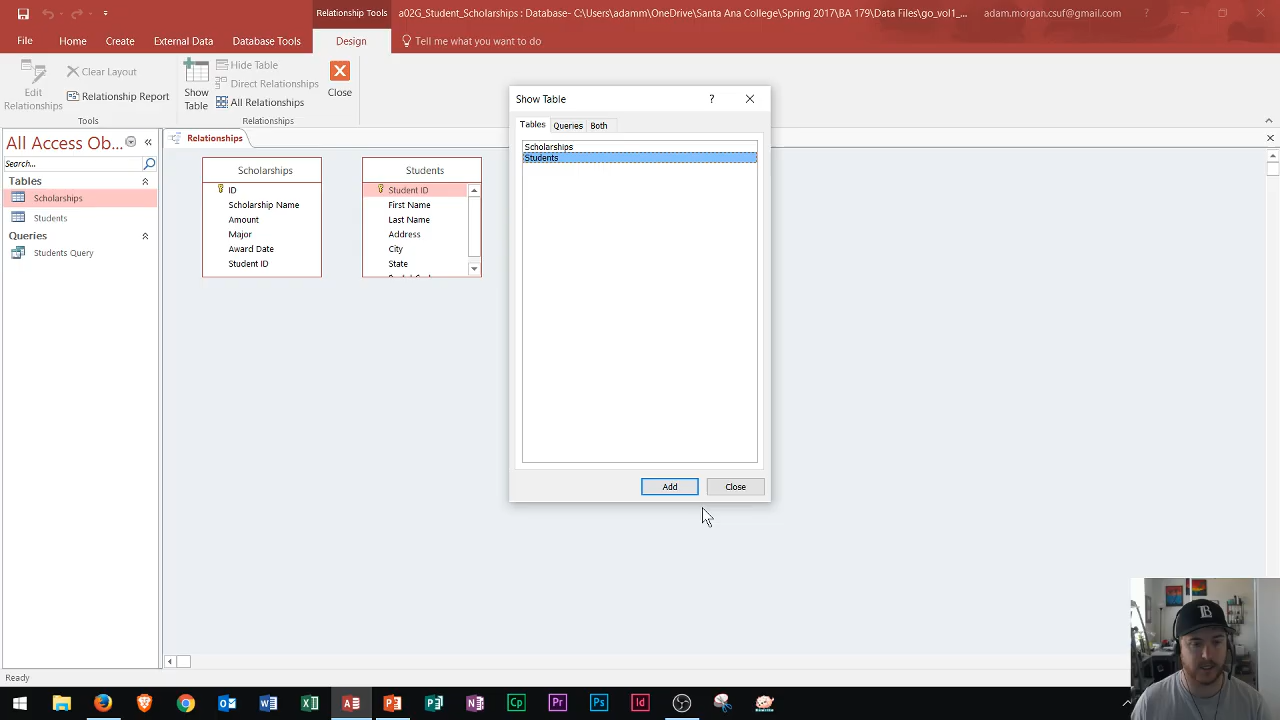 Relationship Tools
a02G_Student_Scholarships : Database- C:\Users\adamm\OneDrive\Santa Ana College\Spring 2017\BA 179\Data Files\go_vol1_...
adam.morgan.csuf@gmail.com
?
File
Home
Create
External Data
Database Tools
Design
Tell me what you want to do
Edit
Relationships
Clear Layout
Relationship Report
Tools
Show
Table
Hide Table
Direct Relationships
All Relationships
Relationships
Close
All Access Ob...
Search...
Tables
Scholarships
Students
Queries
Students Query
Relationships
Scholarships
ID
Scholarship Name
Amount
Major
Award Date
Student ID
Students
Student ID
First Name
Last Name
Address
City
State
Show Table
?
Tables
Queries
Both
Scholarships
Students
Add
Close
Ready